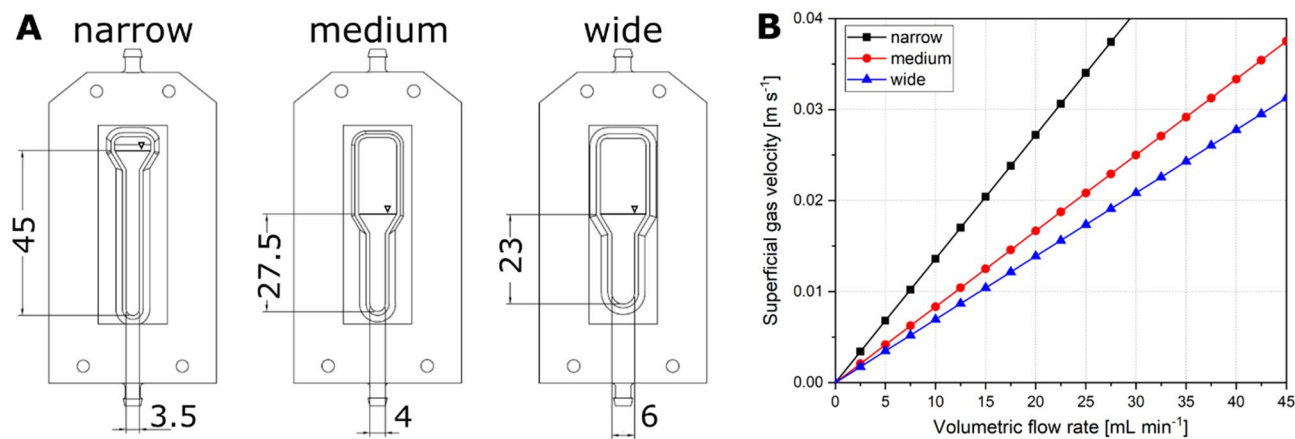 A
narrow
medium
wide
45
27.5
23
3.5
4
6
B
narrow
medium
wide
0.04
0.03
0.02
0.01
0.00
Superficial gas velocity [m s⁻¹]
0 5 10 15 20 25 30 35 40 45
Volumetric flow rate [mL min⁻¹]